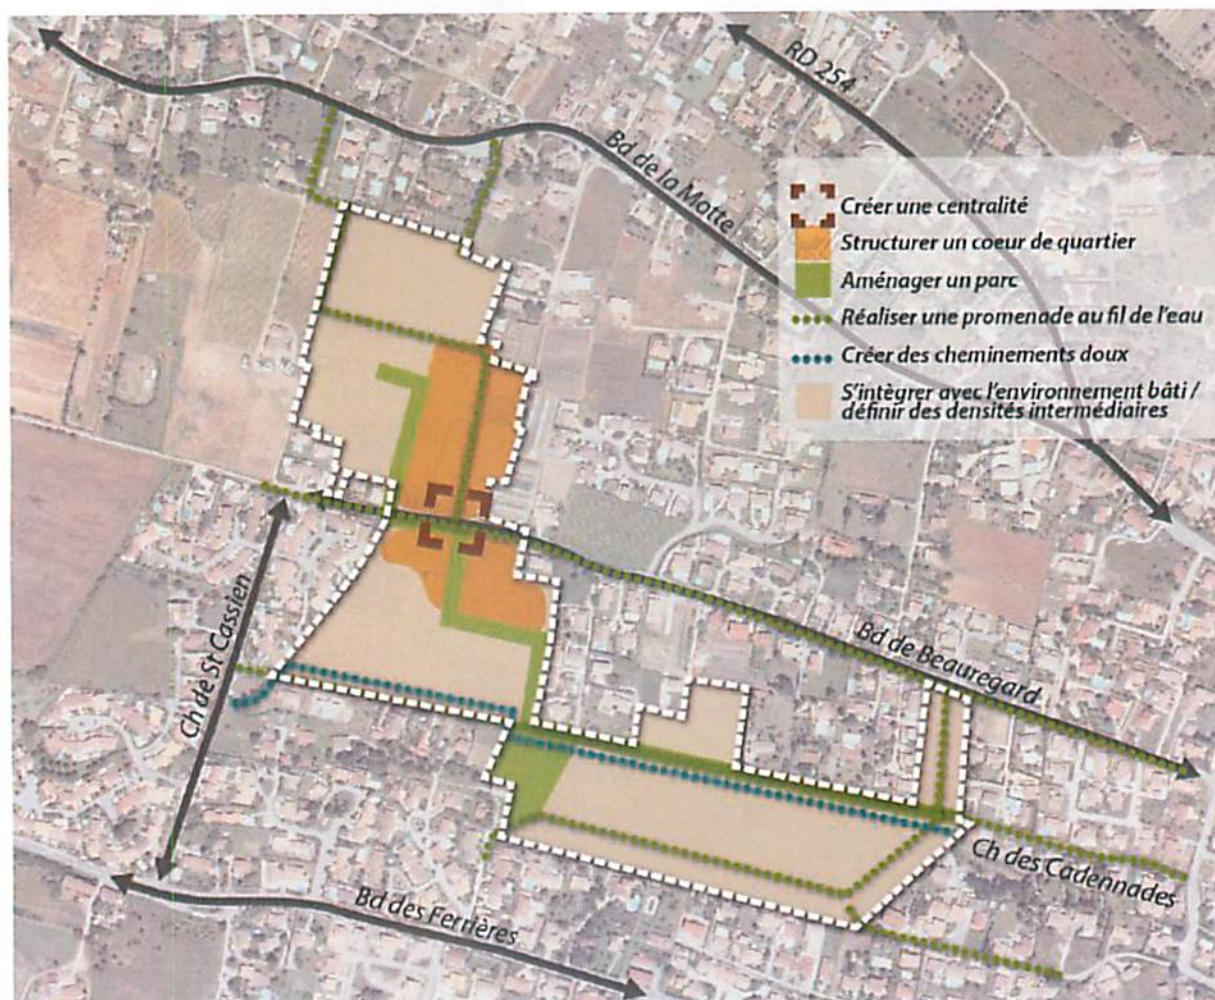 RD 254
Bd de la Motte
Créer une centralité
Structurer un coeur de quartier
Aménager un parc
Réaliser une promenade au fil de l'eau
Créer des cheminements doux
S'intègrer avec l'environnement bâti /
définir des densités intermédiaires
Ch de St Cassien
Bd de Beauregard
Ch des Cadennades
Bd des Ferrières